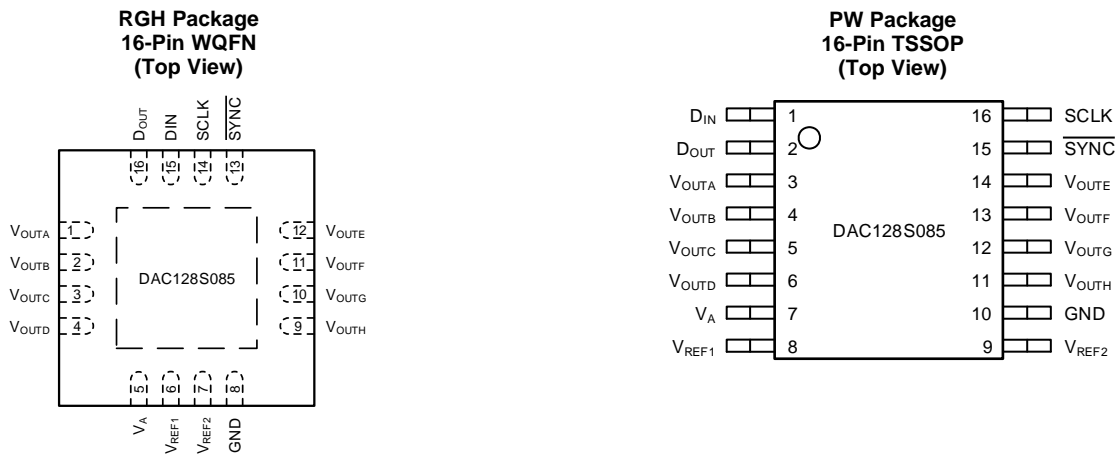 RGH Package
16-Pin WQFN
(Top View)
DOUT
DIN
SCLK
SYNC
16
15
14
13
VOUTA 1
VOUTB 2
VOUTC 3
VOUTD 4
DAC128S085
12 VOUTE
11 VOUTF
10 VOUTG
9 VOUTH
5
6
7
8
VA
VREF1
VREF2
GND
PW Package
16-Pin TSSOP
(Top View)
DIN 1
DOUT 2
VOUTA 3
VOUTB 4
VOUTC 5
VOUTD 6
VA 7
VREF1 8
DAC128S085
16 SCLK
15 SYNC
14 VOUTE
13 VOUTF
12 VOUTG
11 VOUTH
10 GND
9 VREF2